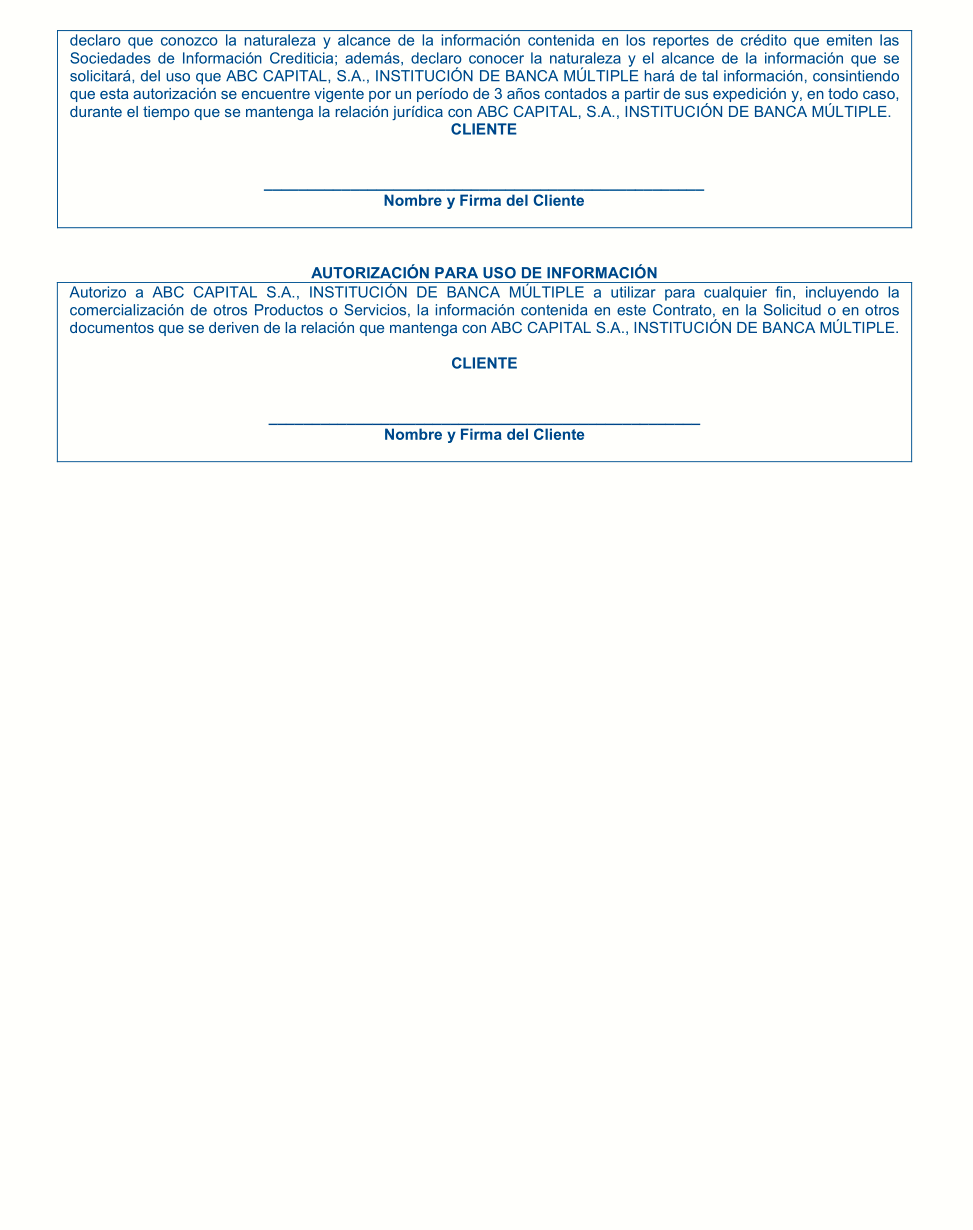 declaro que conozco la naturaleza y alcance de la información contenida en los reportes de crédito que emiten las
Sociedades de Información Crediticia; además, declaro conocer la naturaleza y el alcance de la información que se
solicitará, del uso que ABC CAPITAL, S.A., INSTITUCIÓN DE BANCA MÚLTIPLE hará de tal información, consintiendo
que esta autorización se encuentre vigente por un período de 3 años contados a partir de sus expedición y, en todo caso,
durante el tiempo que se mantenga la relación jurídica con ABC CAPITAL, S.A., INSTITUCIÓN DE BANCA MÚLTIPLE.
CLIENTE
Nombre y Firma del Cliente
AUTORIZACIÓN PARA USO DE INFORMACIÓN
Autorizo a ABC CAPITAL S.A., INSTITUCIÓN DE BANCA MÚLTIPLE a utilizar para cualquier fin, incluyendo la
comercialización de otros Productos o Servicios, la información contenida en este Contrato, en la Solicitud o en otros
documentos que se deriven de la relación que mantenga con ABC CAPITAL S.A., INSTITUCIÓN DE BANCA MÚLTIPLE.
CLIENTE
Nombre y Firma del Cliente